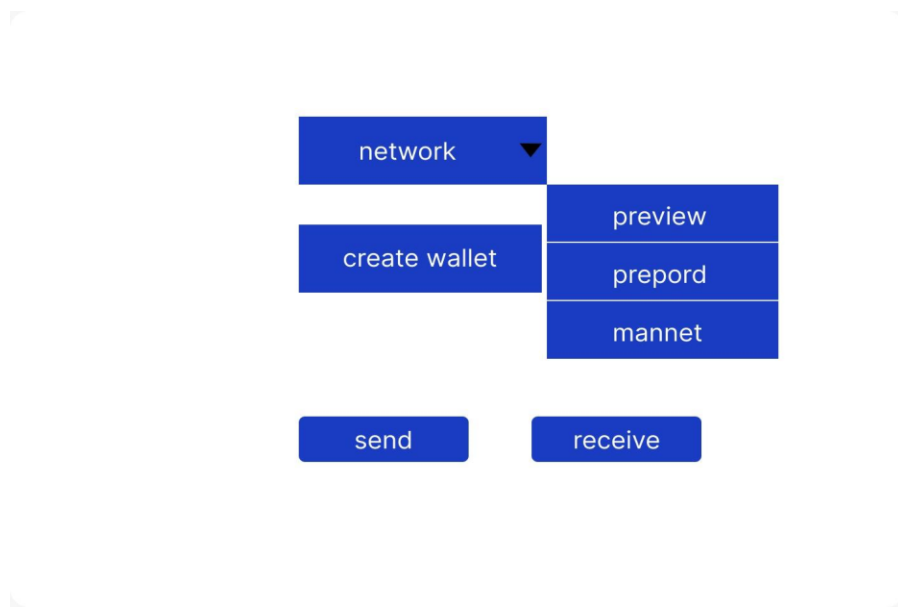 network
preview
create wallet
prepord
mannet
send
receive